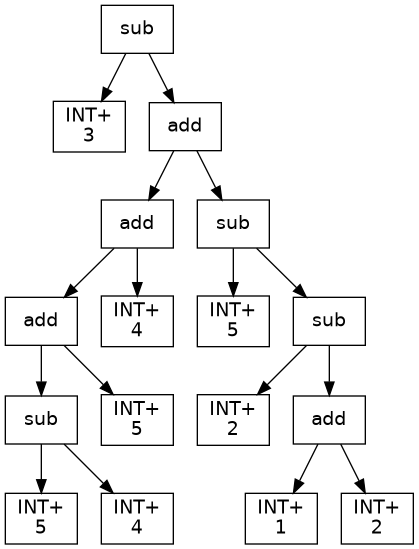 sub
INT+
3
add
add
sub
add
INT+
4
INT+
5
sub
sub
INT+
5
INT+
2
add
INT+
5
INT+
4
INT+
1
INT+
2